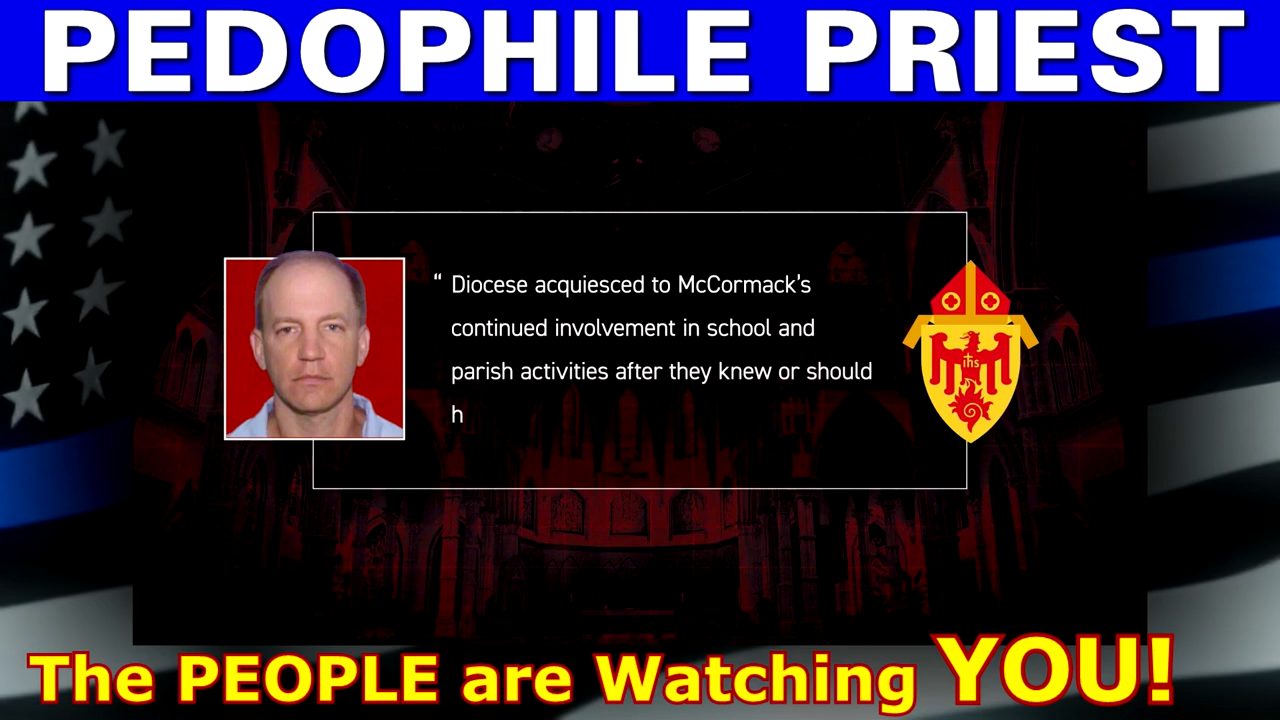 PEDOPHILE PRIEST
“ Diocese acquiesced to McCormack’s
continued involvement in school and
parish activities after they knew or should
h
ihs
The PEOPLE are Watching YOU!